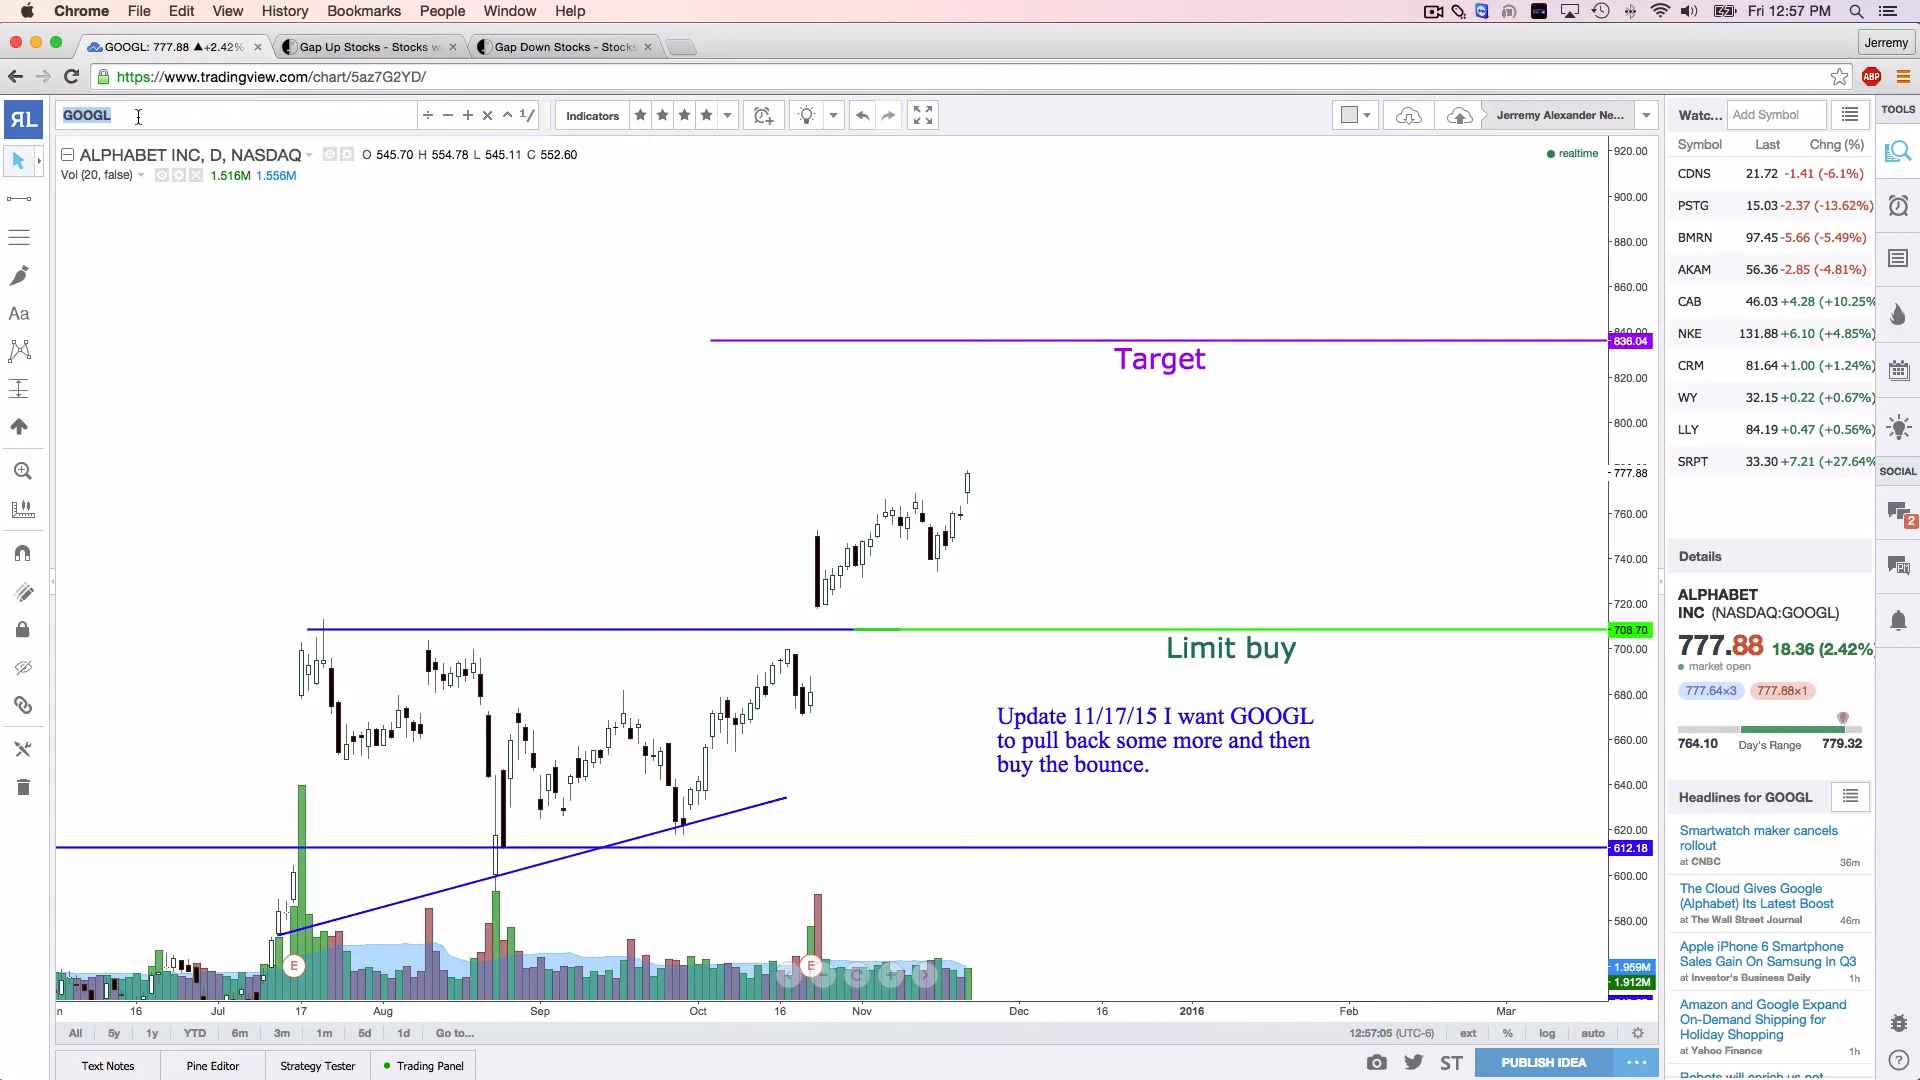 Chrome File Edit View History Bookmarks People Window Help Fri 12:57 PM
GOOGL: 777.88 ▲+2.42% Gap Up Stocks - Stocks Gap Down Stocks - Stocks Jerremy
https://www.tradingview.com/chart/5az7G2YD/ ABP
GOOGL ÷ − + × ^ 1/ Indicators Jerremy Alexander Ne... Watc... Add Symbol TOOLS
ALPHABET INC, D, NASDAQ O 545.70 H 554.78 L 545.11 C 552.60 realtime
Vol (20, false) 1.516M 1.556M
Symbol Last Chng (%)
CDNS 21.72 -1.41 (-6.1%)
PSTG 15.03 -2.37 (-13.62%)
BMRN 97.45 -5.66 (-5.49%)
AKAM 56.36 -2.85 (-4.81%)
CAB 46.03 +4.28 (+10.25%
NKE 131.88 +6.10 (+4.85%)
CRM 81.64 +1.00 (+1.24%)
WY 32.15 +0.22 (+0.67%)
LLY 84.19 +0.47 (+0.56%)
SRPT 33.30 +7.21 (+27.64%
SOCIAL
2
920.00
900.00
880.00
860.00
840.00
836.04
820.00
800.00
777.88
760.00
740.00
720.00
708.70
700.00
680.00
660.00
640.00
620.00
612.18
600.00
580.00
1.959M
1.912M
Target
Limit buy
Update 11/17/15 I want GOOGL
to pull back some more and then
buy the bounce.
E E
Details
ALPHABET
INC (NASDAQ:GOOGL)
777.88 18.36 (2.42%
market open
777.64×3 777.88×1
764.10 Day's Range 779.32
Headlines for GOOGL
Smartwatch maker cancels
rollout
at CNBC 36m
The Cloud Gives Google
(Alphabet) Its Latest Boost
at The Wall Street Journal 46m
Apple iPhone 6 Smartphone
Sales Gain On Samsung In Q3
at Investor's Business Daily 1h
Amazon and Google Expand
On-Demand Shipping for
Holiday Shopping
at Yahoo Finance 1h
Robots will enrich us not
n 16 Jul 17 Aug Sep Oct 16 Nov Dec 16 2016 Feb Mar
All 5y 1y YTD 6m 3m 1m 5d 1d Go to... 12:57:05 (UTC-6) ext % log auto
Text Notes Pine Editor Strategy Tester Trading Panel ST PUBLISH IDEA ...